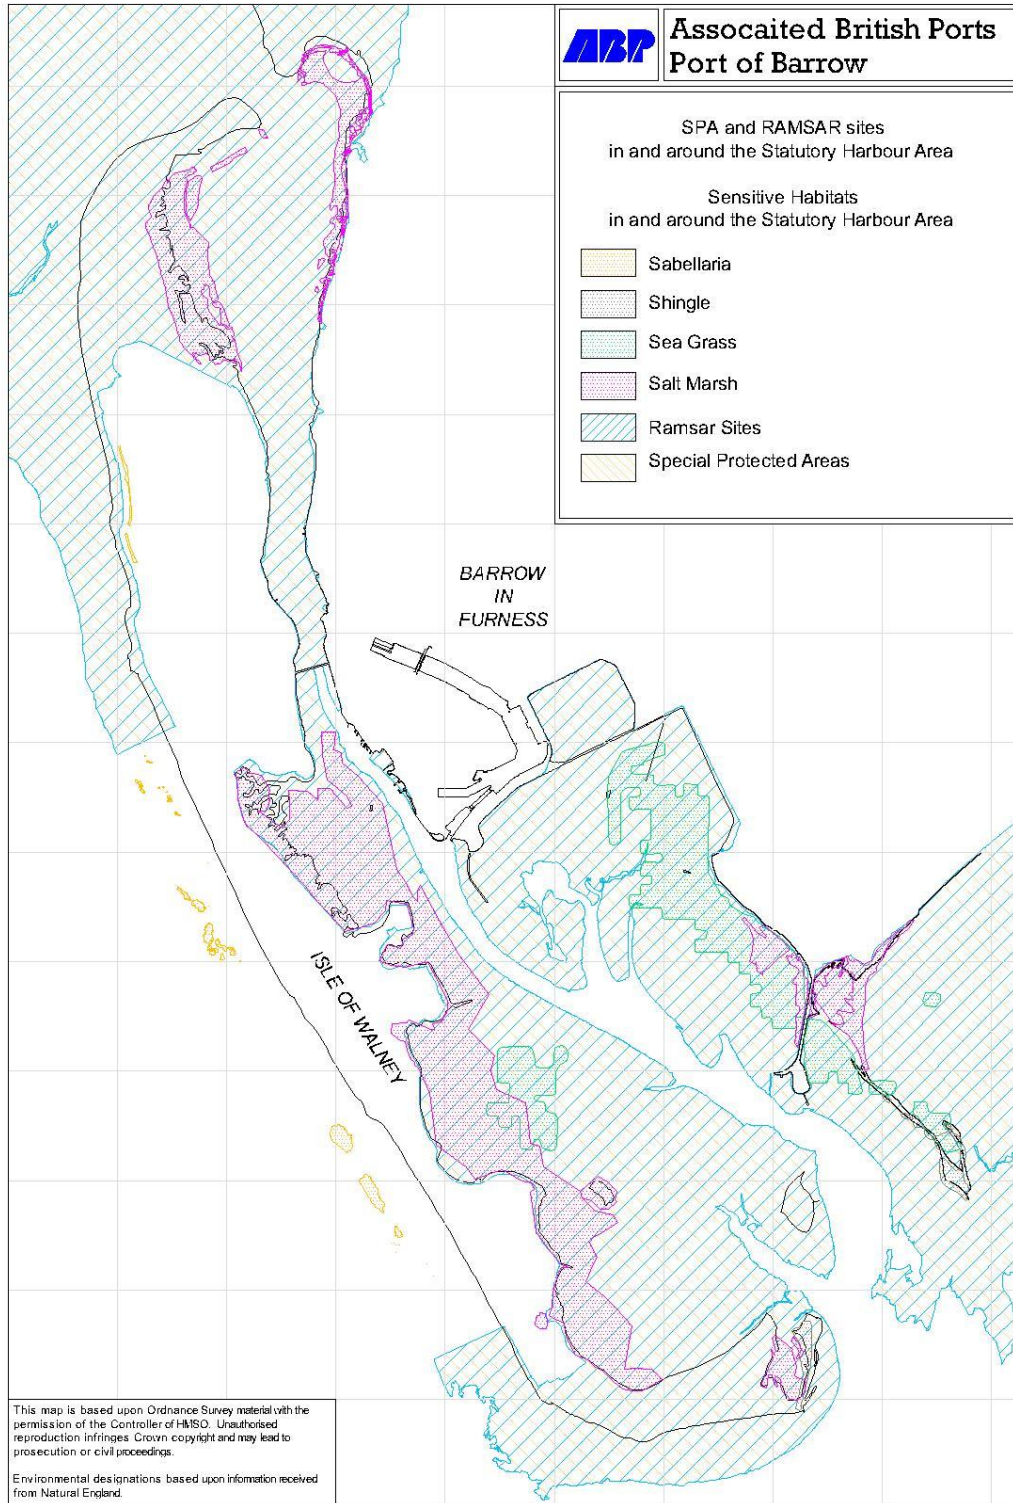 ABP
Assocaited British Ports
Port of Barrow
SPA and RAMSAR sites
in and around the Statutory Harbour Area
Sensitive Habitats
in and around the Statutory Harbour Area
Sabellaria
Shingle
Sea Grass
Salt Marsh
Ramsar Sites
Special Protected Areas
BARROW
IN
FURNESS
ISLE OF WALNEY
This map is based upon Ordnance Survey material with the
permission of the Controller of HMSO. Unauthorised
reproduction infringes Crown copyright and may lead to
prosecution or civil proceedings.
Environmental designations based upon information received
from Natural England.